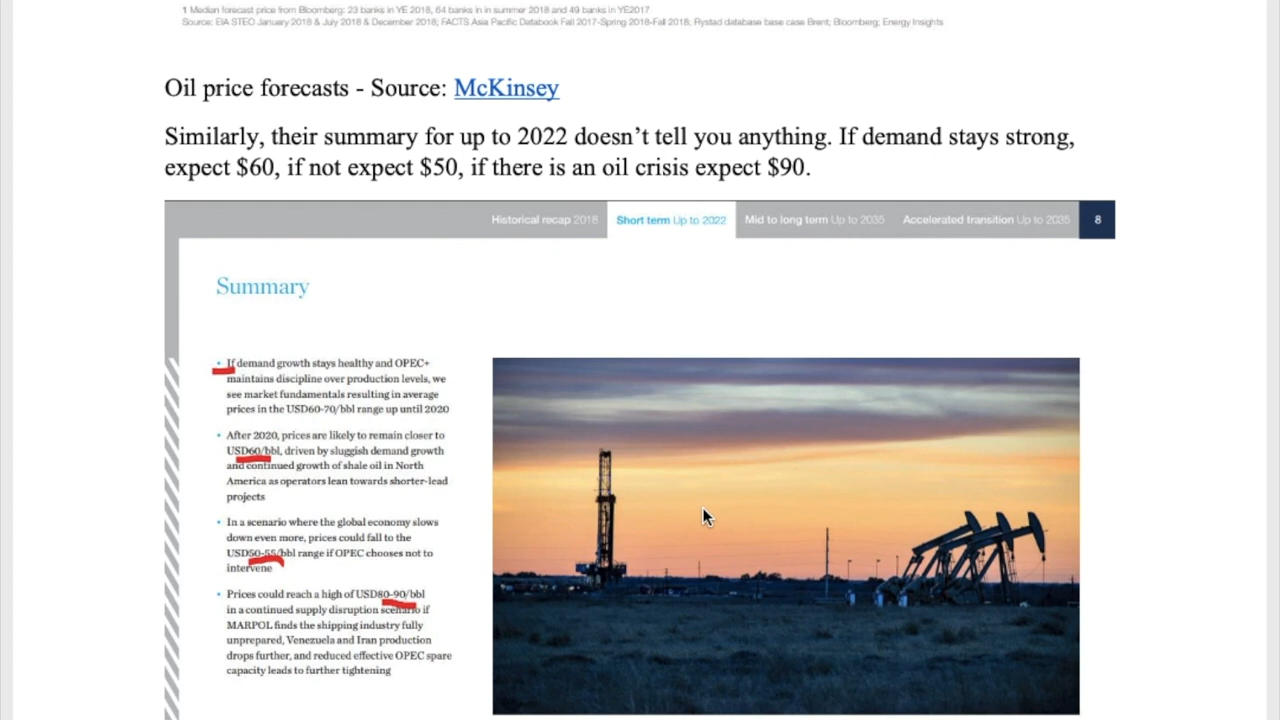 1 Median forecast price from Bloomberg: 23 banks in YE 2018, 64 banks in in summer 2018 and 49 banks in YE2017
Source: EIA STEO January 2018 & July 2018 & December 2018; FACTS Asia Pacific Databook Fall 2017-Spring 2018-Fall 2018; Rystad database base case Brent; Bloomberg; Energy Insights
Oil price forecasts - Source: McKinsey
Similarly, their summary for up to 2022 doesn’t tell you anything. If demand stays strong,
expect $60, if not expect $50, if there is an oil crisis expect $90.
Historical recap 2018 Short term Up to 2022 Mid to long term Up to 2035 Accelerated transition Up to 2035 8
Summary
• If demand growth stays healthy and OPEC+
maintains discipline over production levels, we
see market fundamentals resulting in average
prices in the USD60-70/bbl range up until 2020
• After 2020, prices are likely to remain closer to
USD60/bbl, driven by sluggish demand growth
and continued growth of shale oil in North
America as operators lean towards shorter-lead
projects
• In a scenario where the global economy slows
down even more, prices could fall to the
USD50-55/bbl range if OPEC chooses not to
intervene
• Prices could reach a high of USD80-90/bbl
in a continued supply disruption scenario if
MARPOL finds the shipping industry fully
unprepared, Venezuela and Iran production
drops further, and reduced effective OPEC spare
capacity leads to further tightening